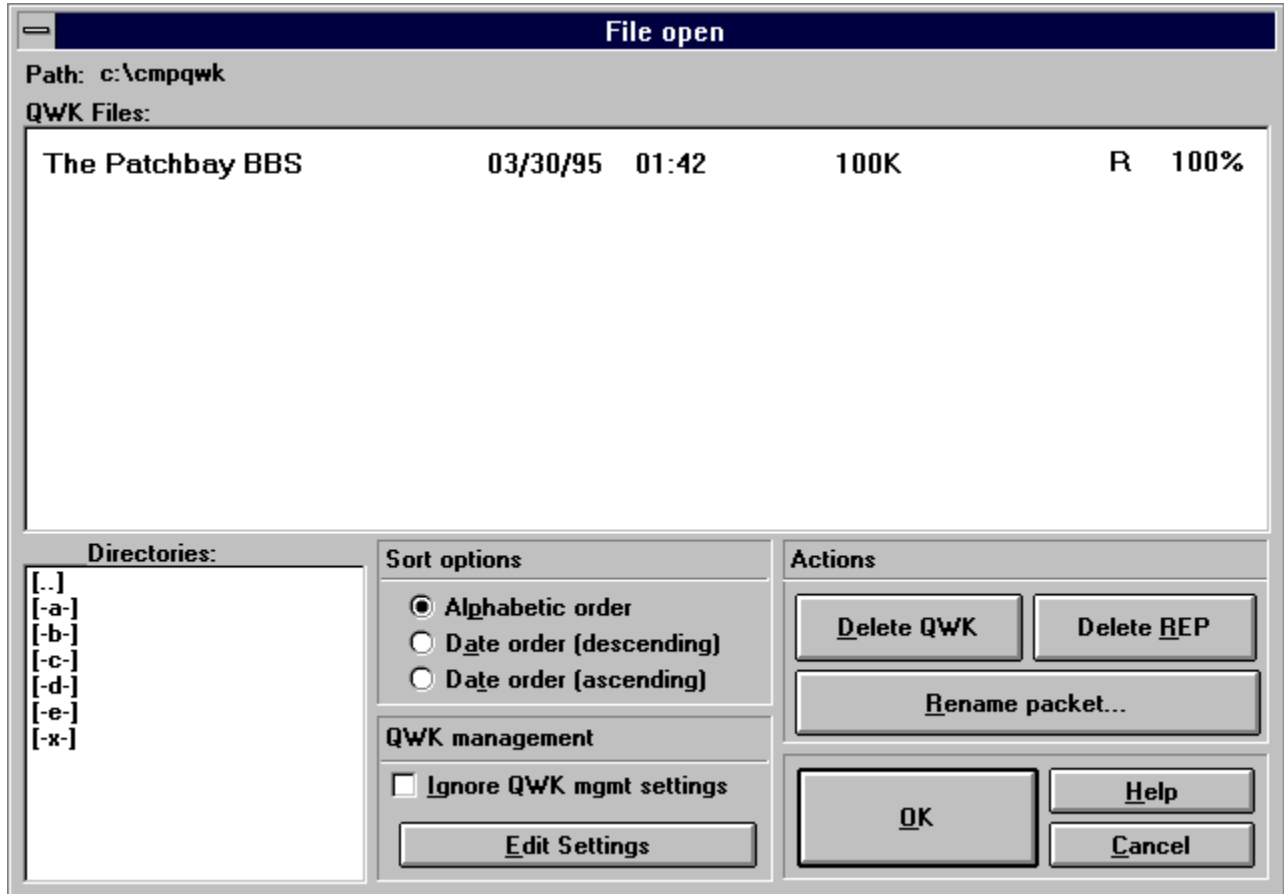 File open
Path: c:\cmpqwk
QWK Files:
The Patchbay BBS 03/30/95 01:42 100K R 100%
Directories:
[..]
[-a-]
[-b-]
[-c-]
[-d-]
[-e-]
[-x-]
Sort options
Alphabetic order
Date order (descending)
Date order (ascending)
QWK management
Ignore QWK mgmt settings
Edit Settings
Actions
Delete QWK Delete REP
Rename packet...
OK
Help
Cancel